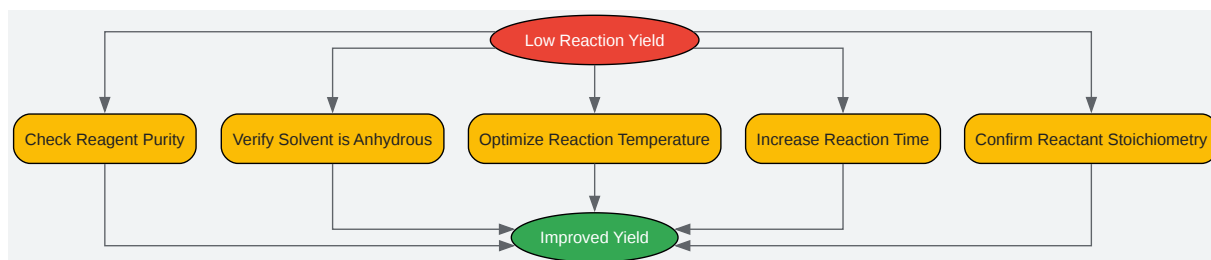 Low Reaction Yield
Check Reagent Purity
Verify Solvent is Anhydrous
Optimize Reaction Temperature
Increase Reaction Time
Confirm Reactant Stoichiometry
Improved Yield